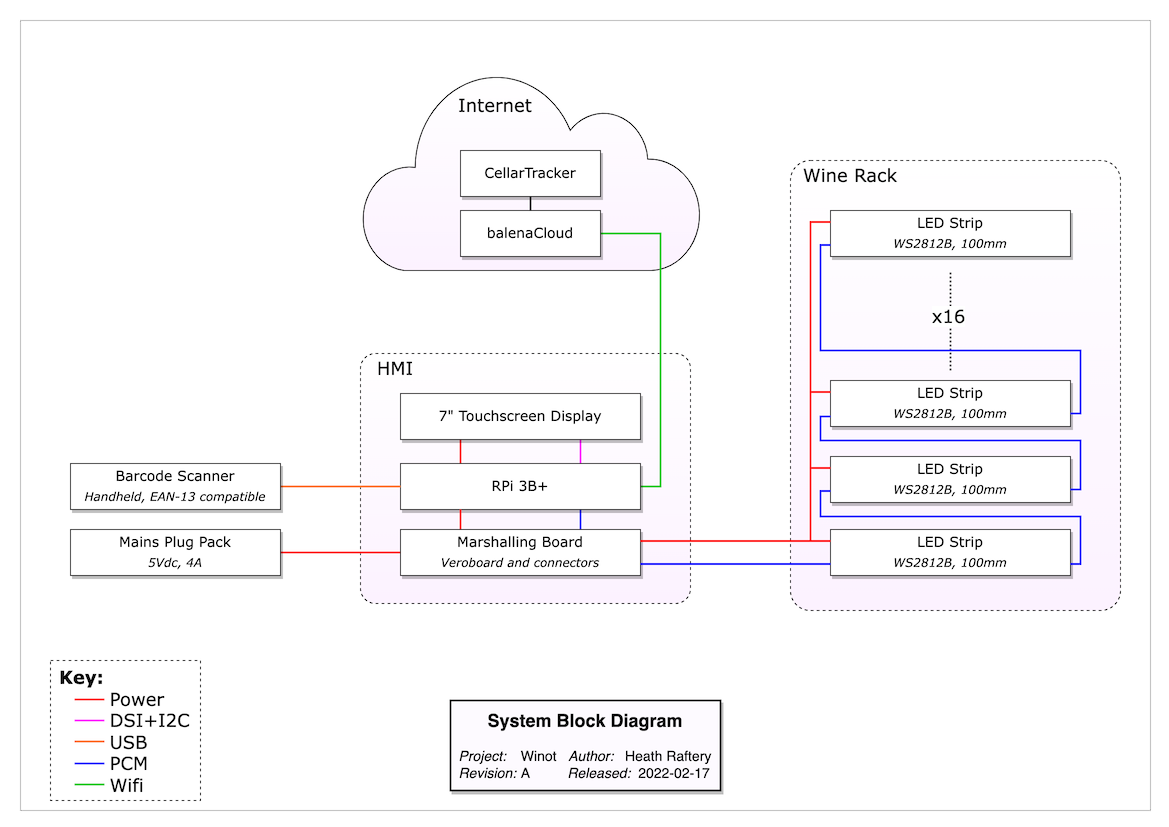 Internet
CellarTracker
balenaCloud
Wine Rack
LED Strip
WS2812B, 100mm
x16
LED Strip
WS2812B, 100mm
LED Strip
WS2812B, 100mm
LED Strip
WS2812B, 100mm
HMI
7" Touchscreen Display
RPi 3B+
Marshalling Board
Veroboard and connectors
Barcode Scanner
Handheld, EAN-13 compatible
Mains Plug Pack
5Vdc, 4A
Key:
Power
DSI+I2C
USB
PCM
Wifi
System Block Diagram
Project: Winot Author: Heath Raftery
Revision: A Released: 2022-02-17